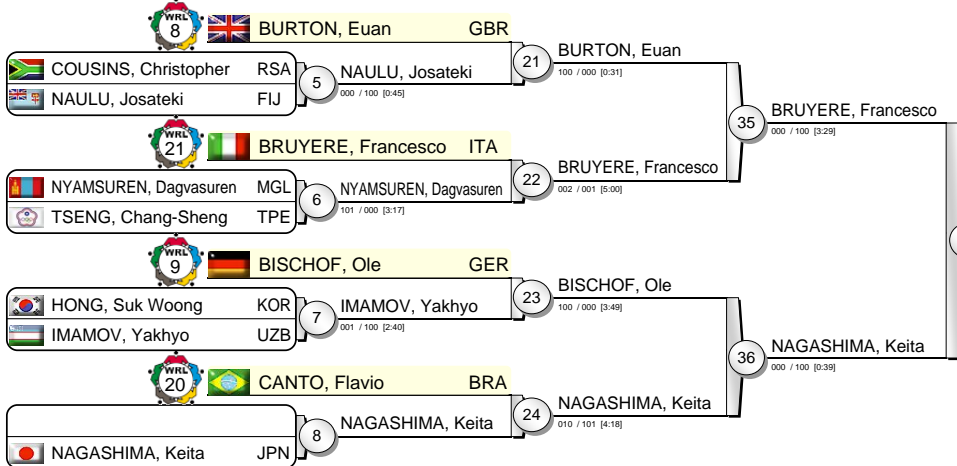 WRL
8
BURTON, Euan GBR
COUSINS, Christopher RSA
NAULU, Josateki FIJ
5
NAULU, Josateki
000 / 100 [0:45]
21
BURTON, Euan
100 / 000 [0:31]
WRL
21
BRUYERE, Francesco ITA
NYAMSUREN, Dagvasuren MGL
TSENG, Chang-Sheng TPE
6
NYAMSUREN, Dagvasuren
101 / 000 [3:17]
22
BRUYERE, Francesco
002 / 001 [5:00]
35
BRUYERE, Francesco
000 / 100 [3:29]
WRL
9
BISCHOF, Ole GER
HONG, Suk Woong KOR
IMAMOV, Yakhyo UZB
7
IMAMOV, Yakhyo
001 / 100 [2:40]
23
BISCHOF, Ole
100 / 000 [3:49]
WRL
20
CANTO, Flavio BRA
NAGASHIMA, Keita JPN
8
NAGASHIMA, Keita
24
NAGASHIMA, Keita
010 / 101 [4:18]
36
NAGASHIMA, Keita
000 / 100 [0:39]